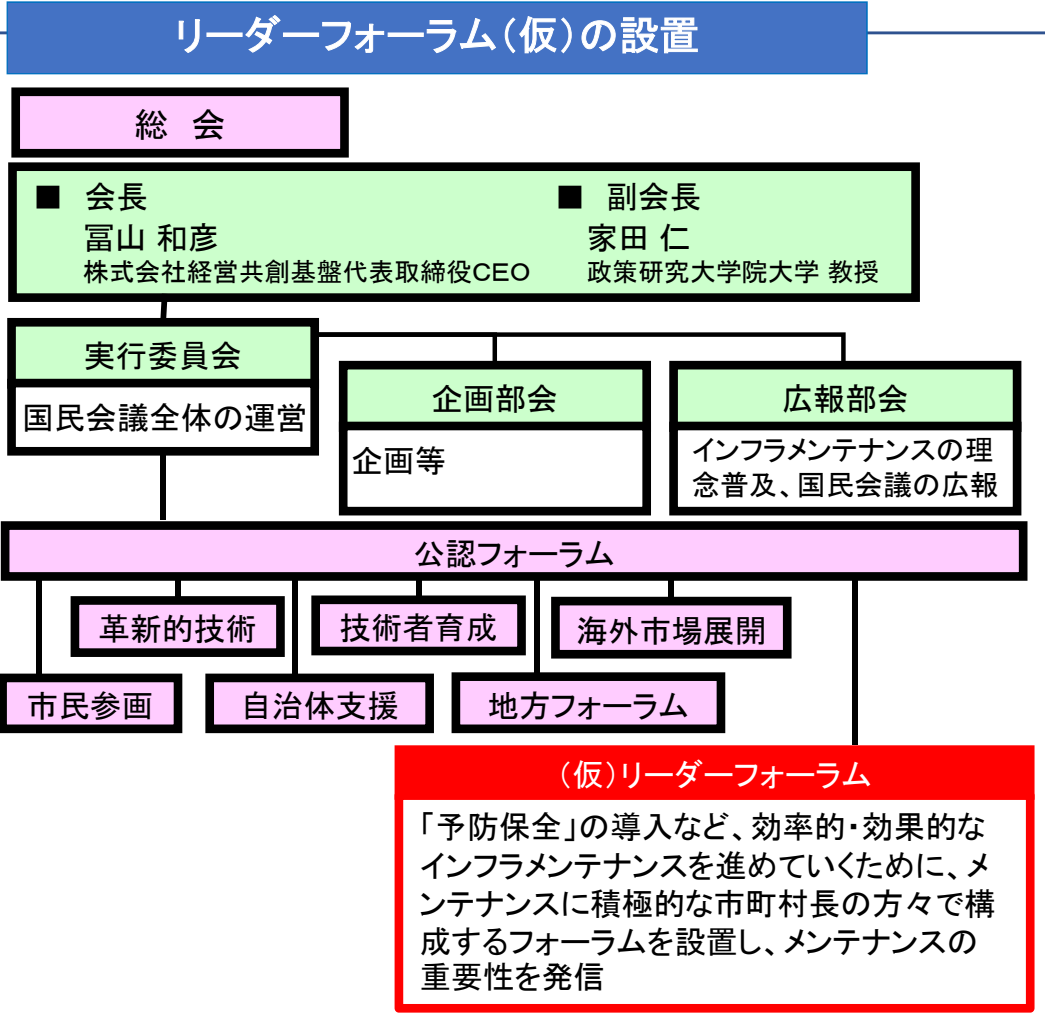 リーダーフォーラム（仮）の設置
総 会
■ 会長
冨山 和彦
株式会社経営共創基盤代表取締役CEO
■ 副会長
家田 仁
政策研究大学院大学 教授
実行委員会
国民会議全体の運営
企画部会
企画等
広報部会
インフラメンテナンスの理
念普及、国民会議の広報
公認フォーラム
革新的技術
技術者育成
海外市場展開
市民参画
自治体支援
地方フォーラム
（仮）リーダーフォーラム
「予防保全」の導入など、効率的・効果的な
インフラメンテナンスを進めていくために、メ
ンテナンスに積極的な市町村長の方々で構
成するフォーラムを設置し、メンテナンスの
重要性を発信